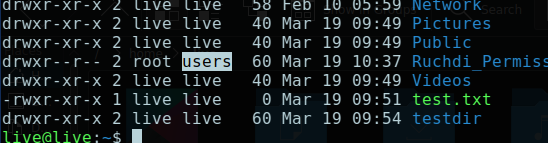 drwxr-xr-x 2 live live 58 Feb 10 05:59 Network
drwxr-xr-x 2 live live 40 Mar 19 09:49 Pictures
drwxr-xr-x 2 live live 40 Mar 19 09:49 Public
drwxr--r-- 2 root users 60 Mar 19 10:37 Ruchdi_Permiss
drwxr-xr-x 2 live live 40 Mar 19 09:49 Videos
-rwxr-xr-x 1 live live 0 Mar 19 09:51 test.txt
drwxr-xr-x 2 live live 60 Mar 19 09:54 testdir
live@live:~$